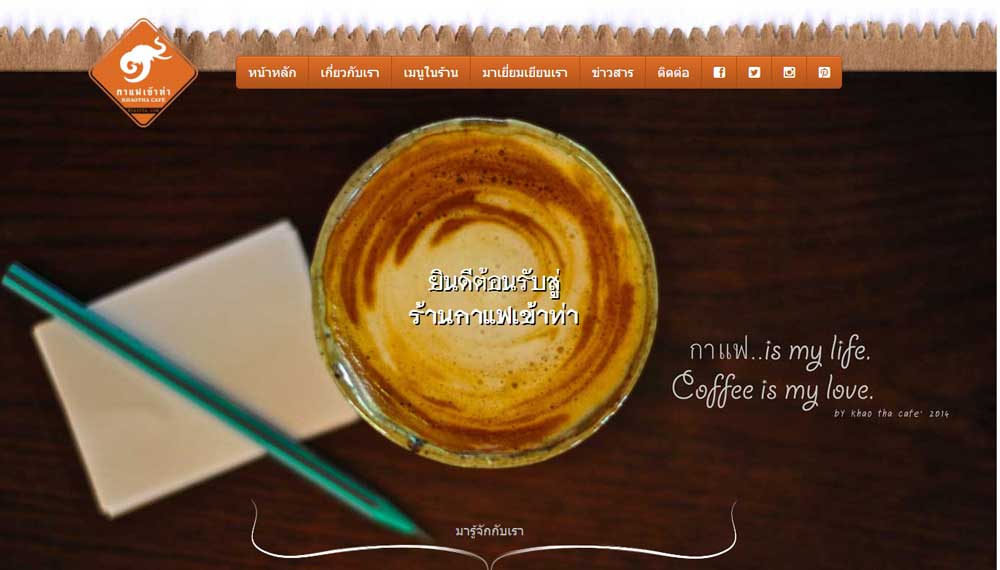 กาแฟเข้าท่า
KHAOTHA CAFE
หน้าหลัก เกี่ยวกับเรา เมนูในร้าน มาเยี่ยมเยียนเรา ข่าวสาร ติดต่อ
ยินดีต้อนรับสู่
ร้านกาแฟเข้าท่า
กาแฟ..is my life.
Coffee is my love.
by khao tha cafe' 2014
มารู้จักกับเรา